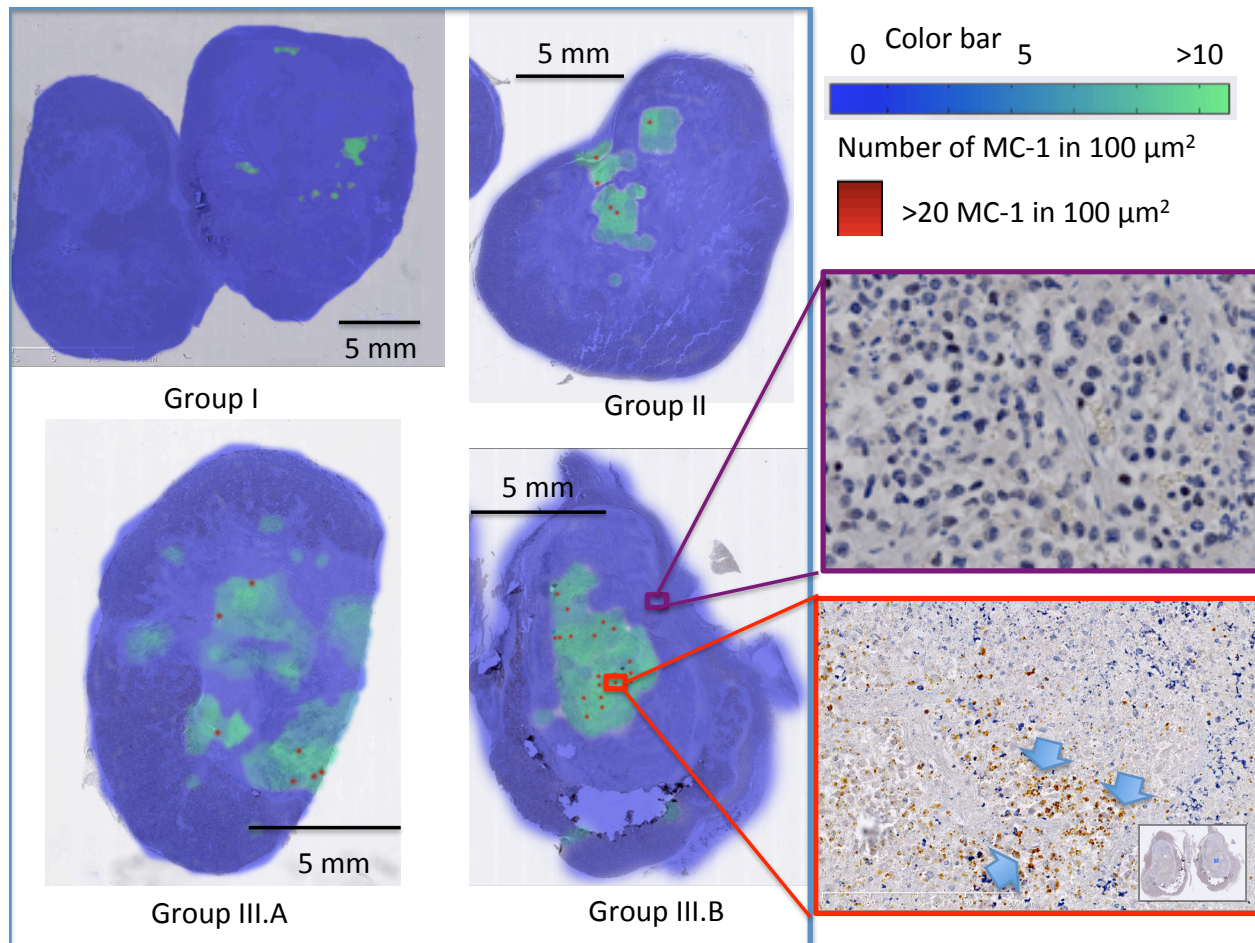 5 mm
0 Color bar 5 >10
Number of MC-1 in 100 μm²
>20 MC-1 in 100 μm²
5 mm
Group I
Group II
5 mm
5 mm
Group III.A
Group III.B